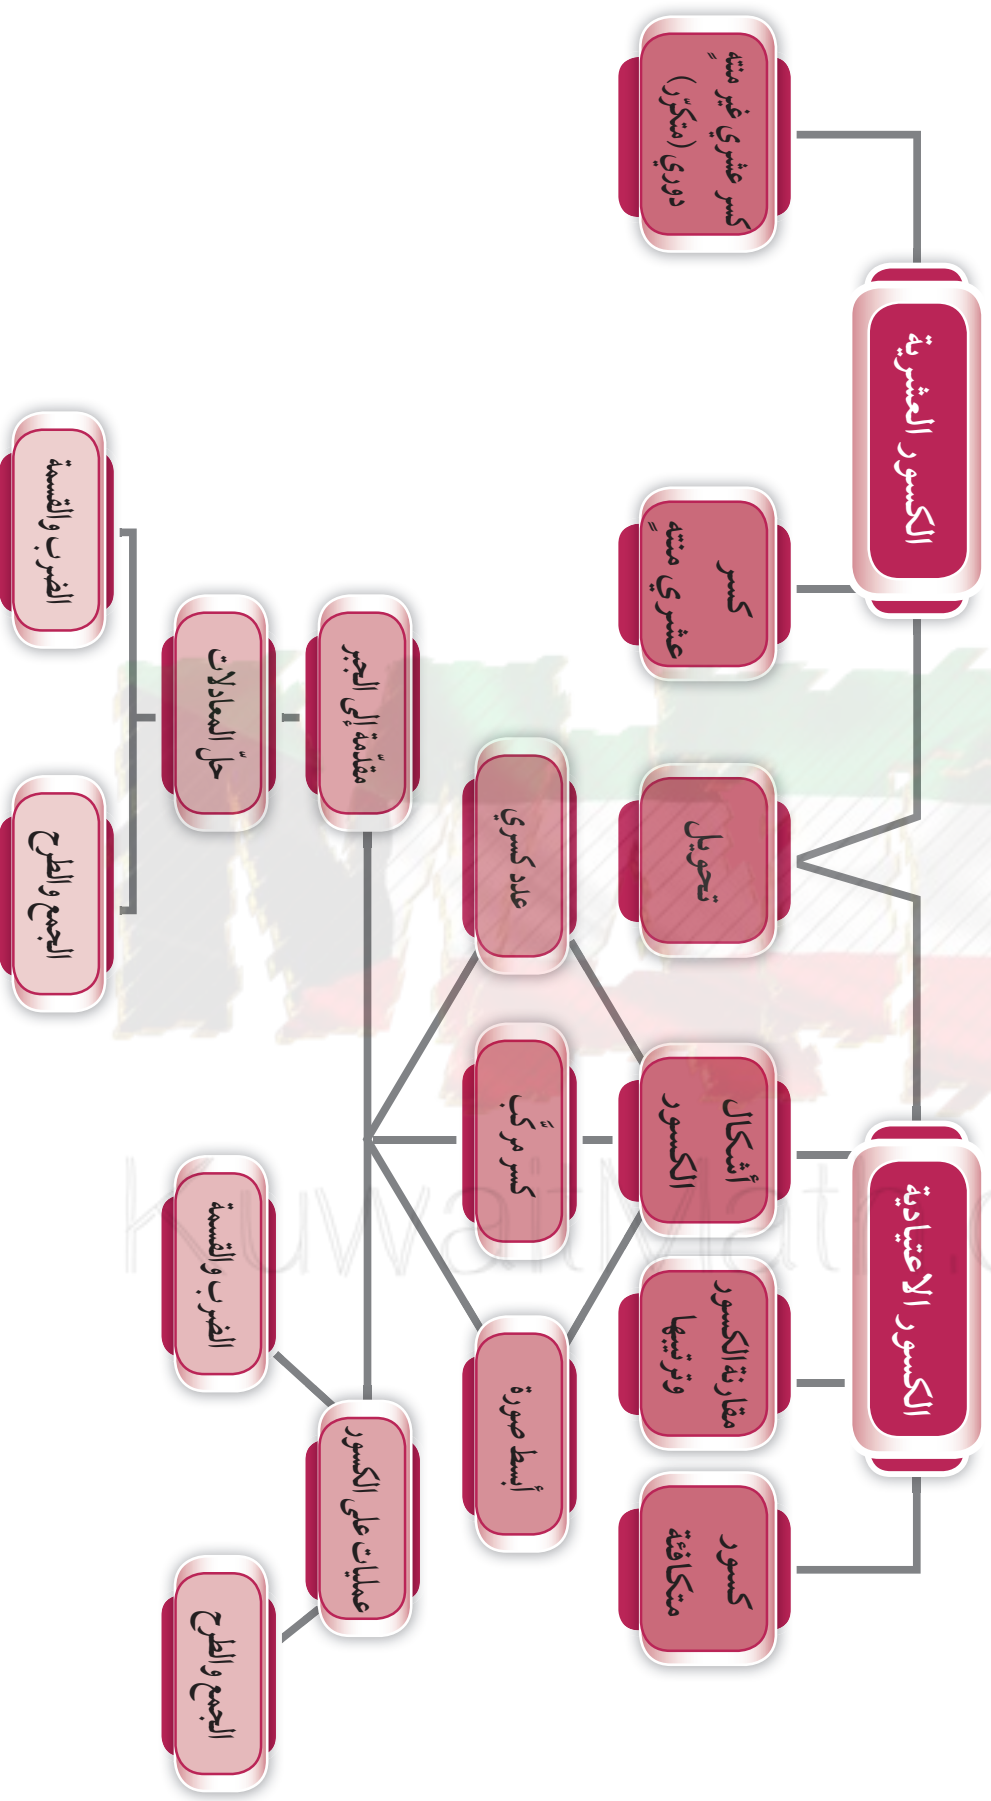 الكسور الاعتيادية
الكسور العشرية
كسور
متكافئة
مقارنة الكسور
وترتيبها
أشكال
الكسور
تحويل
كسر
عشري منتهٍ
كسر عشري غير منتهٍ
دوري (متكرّر)
أبسط صورة
كسر مركّب
عدد كسري
عمليات على الكسور
مقدّمة إلى الجبر
الجمع والطرح
الضرب والقسمة
حلّ المعادلات
الجمع والطرح
الضرب والقسمة